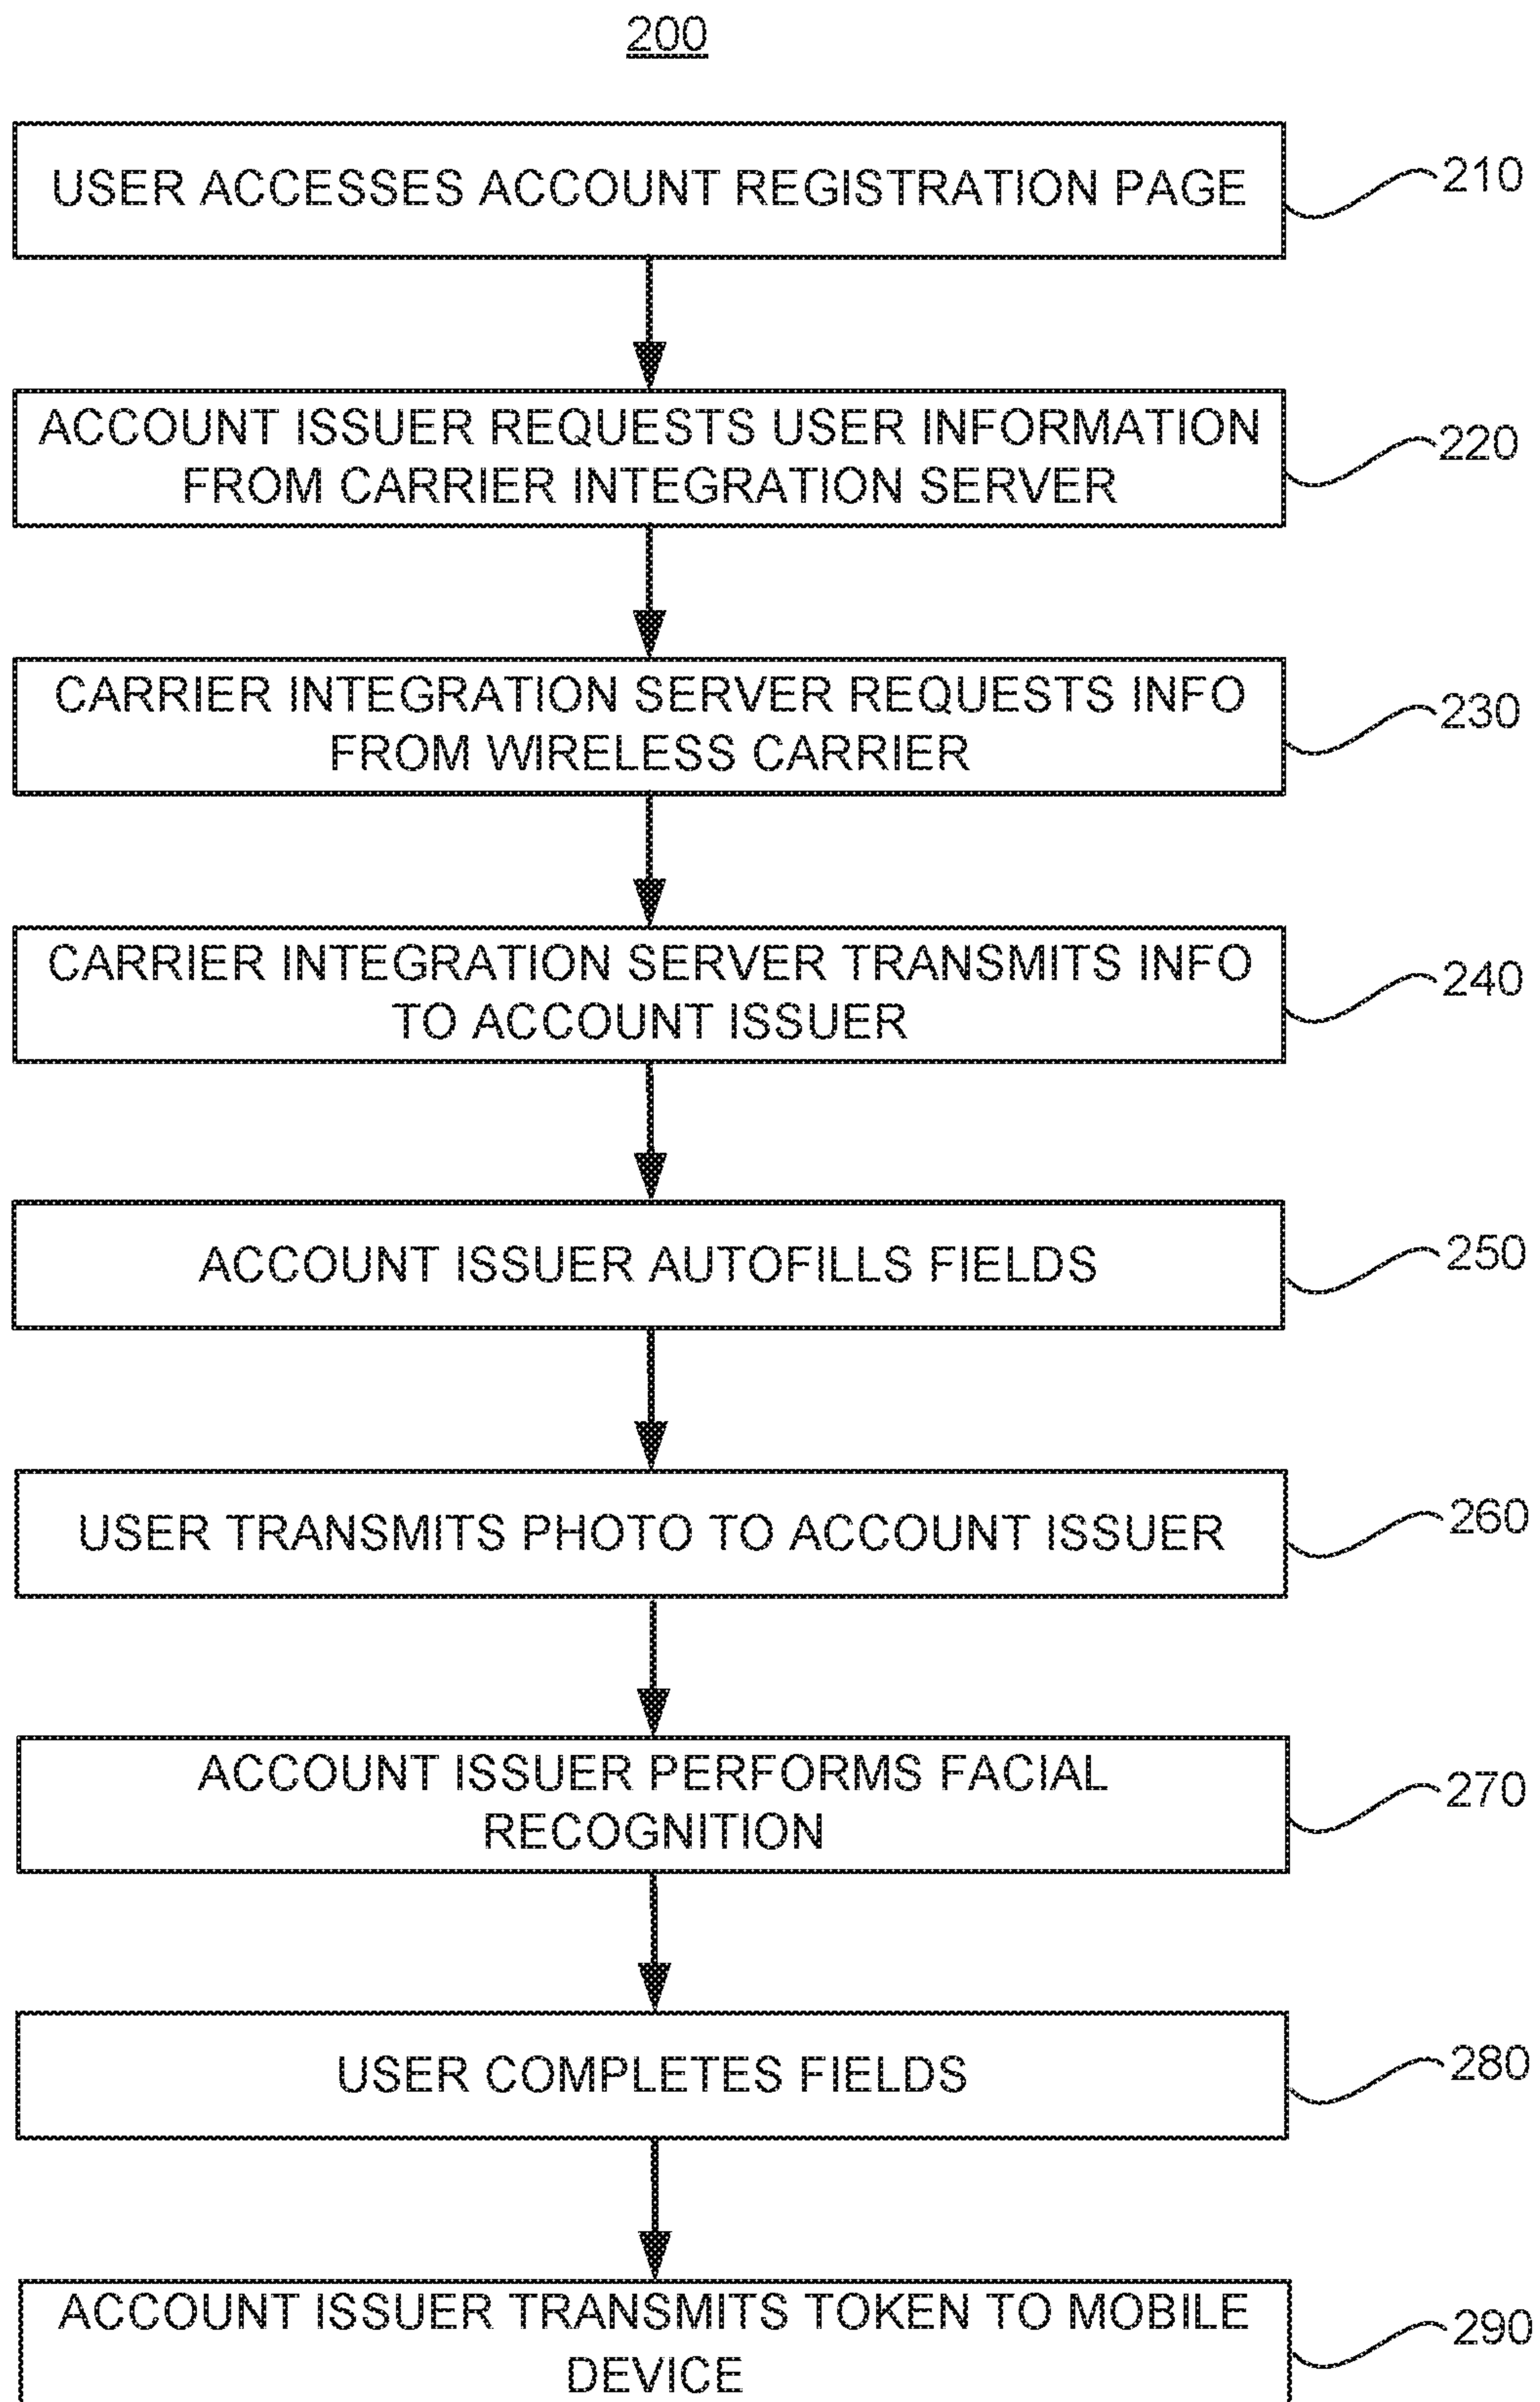 200
USER ACCESSES ACCOUNT REGISTRATION PAGE
210
ACCOUNT ISSUER REQUESTS USER INFORMATION
FROM CARRIER INTEGRATION SERVER
220
CARRIER INTEGRATION SERVER REQUESTS INFO
FROM WIRELESS CARRIER
230
CARRIER INTEGRATION SERVER TRANSMITS INFO
TO ACCOUNT ISSUER
240
ACCOUNT ISSUER AUTOFILLS FIELDS
250
USER TRANSMITS PHOTO TO ACCOUNT ISSUER
260
ACCOUNT ISSUER PERFORMS FACIAL
RECOGNITION
270
USER COMPLETES FIELDS
280
ACCOUNT ISSUER TRANSMITS TOKEN TO MOBILE
DEVICE
290